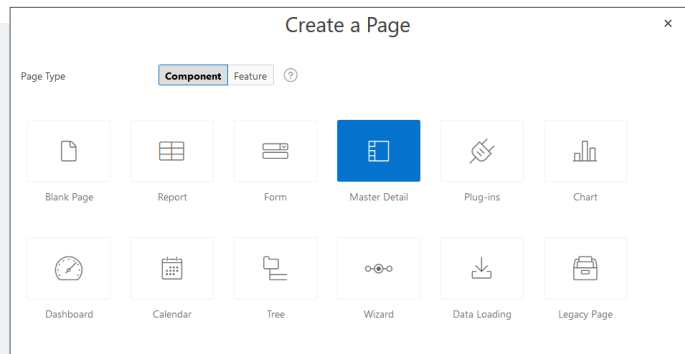 Create a Page
×
Page Type Component Feature ?
Blank Page Report Form Master Detail Plug-ins Chart
Dashboard Calendar Tree Wizard Data Loading Legacy Page